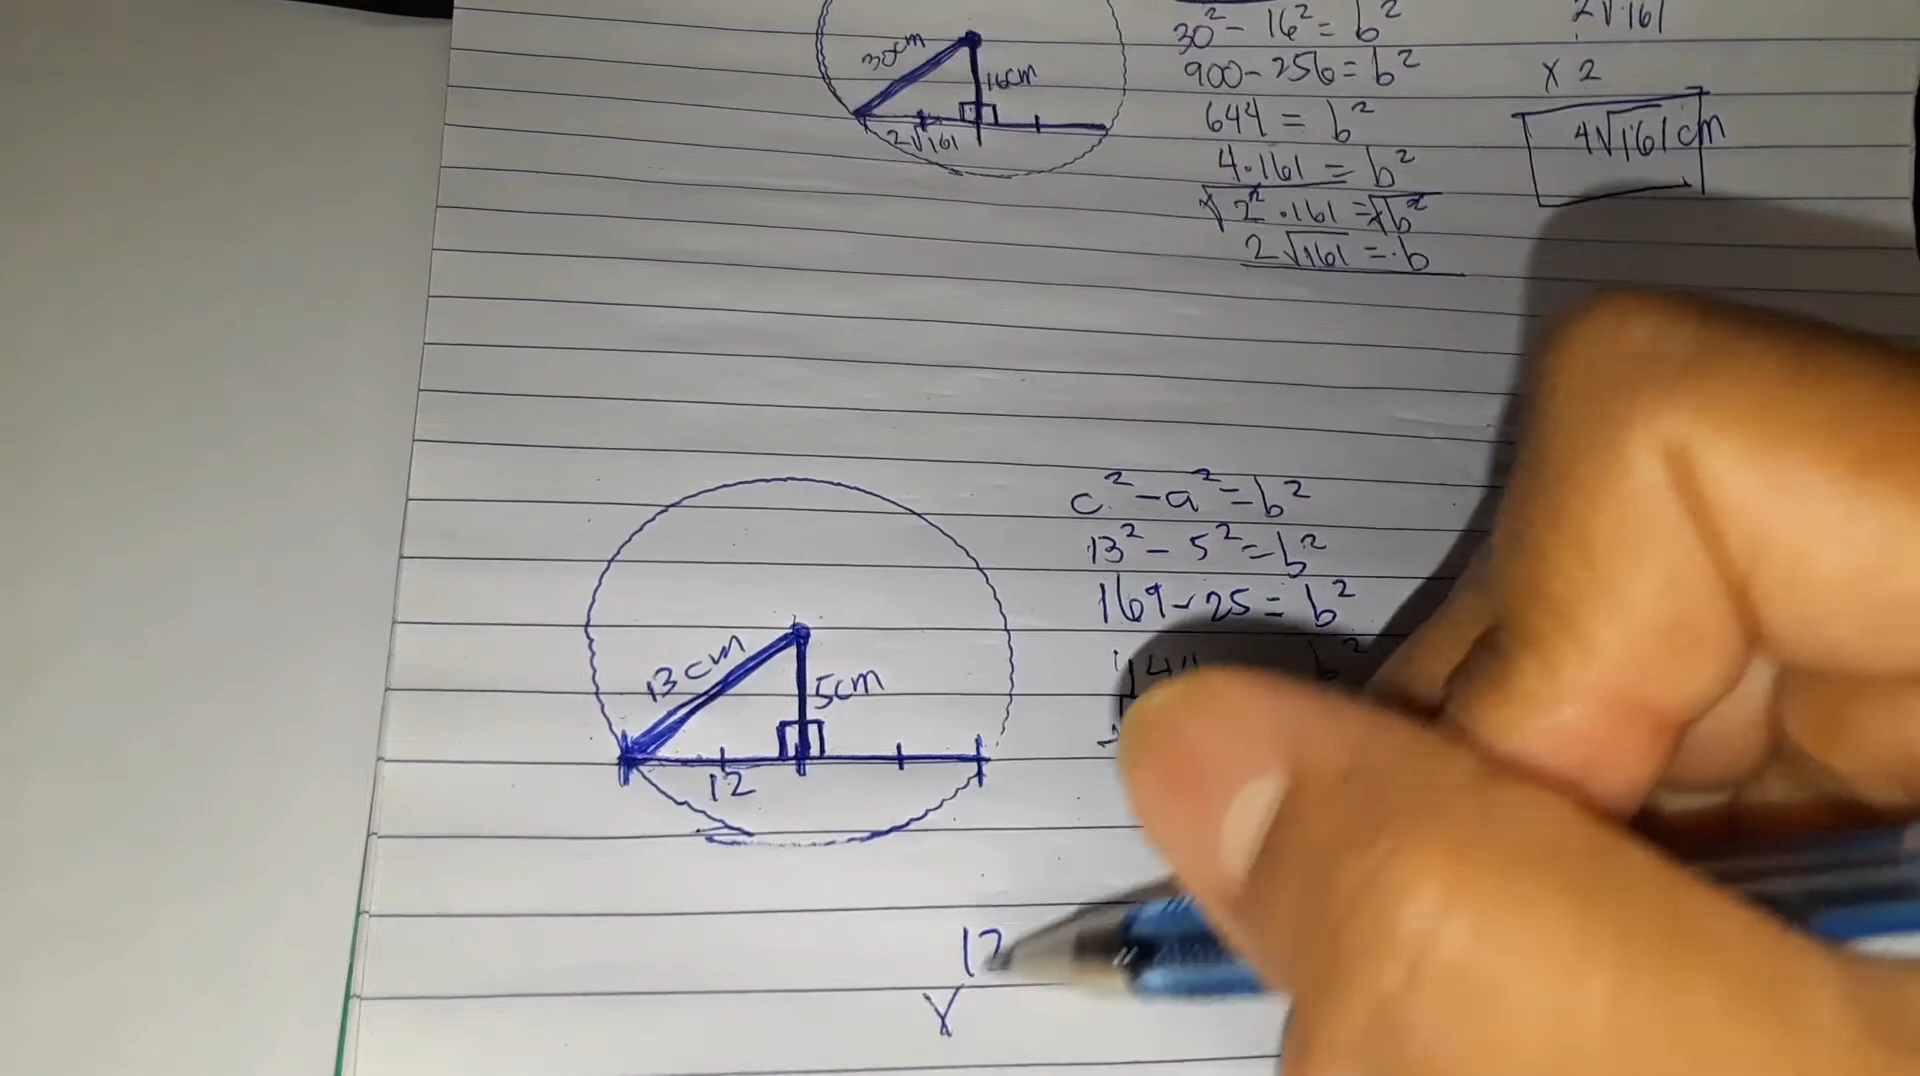 30cm
16cm
2√161
30² - 16² = b²
900 - 256 = b²
644 = b²
4·161 = b²
√2²·161 = √b²
2√161 = b
2√161
x 2
4√161 cm
13cm
5cm
12
c² - a² = b²
13² - 5² = b²
169 - 25 = b²
b²
12
x